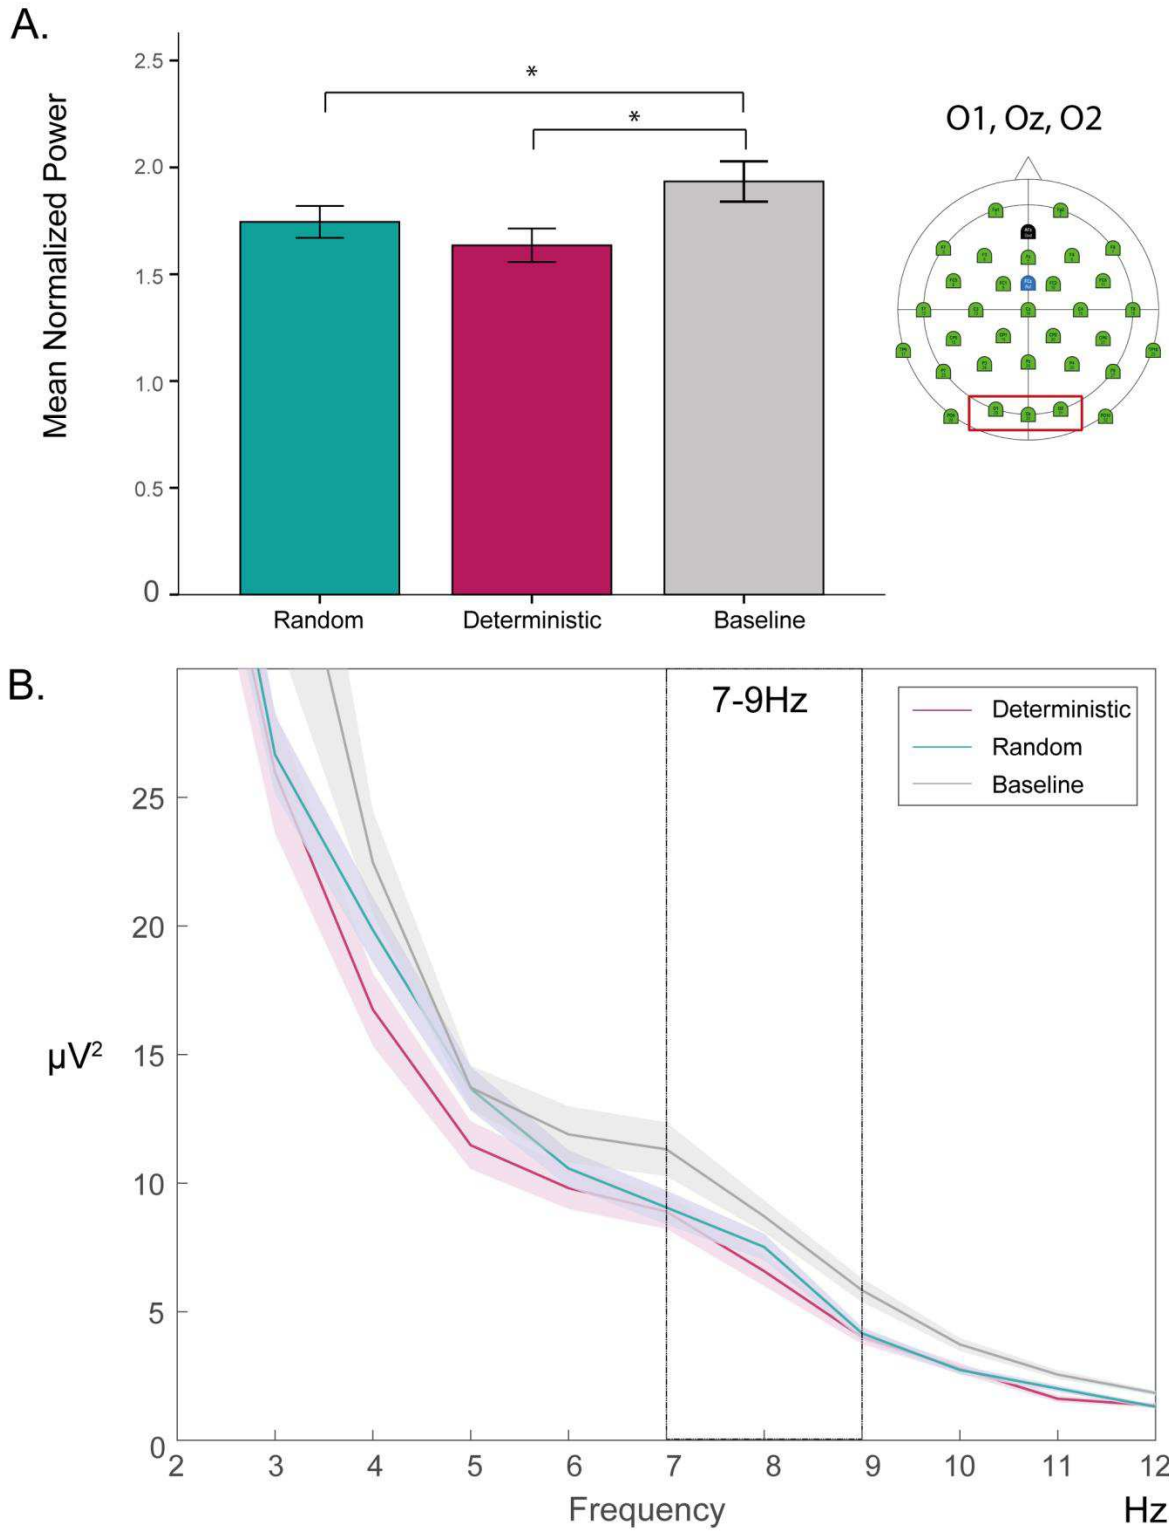 A.
Mean Normalized Power
2.5
2.0
1.5
1.0
0.5
0
*
*
Random
Deterministic
Baseline
O1, Oz, O2
B.
7-9Hz
Deterministic
Random
Baseline
µV²
25
20
15
10
5
0
2 3 4 5 6 7 8 9 10 11 12
Frequency
Hz